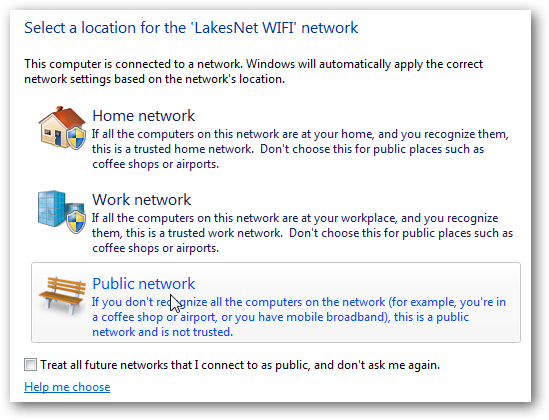 Select a location for the 'LakesNet WIFI' network
This computer is connected to a network. Windows will automatically apply the correct
network settings based on the network's location.
Home network
If all the computers on this network are at your home, and you recognize them,
this is a trusted home network.  Don't choose this for public places such as
coffee shops or airports.
Work network
If all the computers on this network are at your workplace, and you recognize
them, this is a trusted work network.  Don't choose this for public places such as
coffee shops or airports.
Public network
If you don't recognize all the computers on the network (for example, you're in
a coffee shop or airport, or you have mobile broadband), this is a public
network and is not trusted.
Treat all future networks that I connect to as public, and don't ask me again.
Help me choose